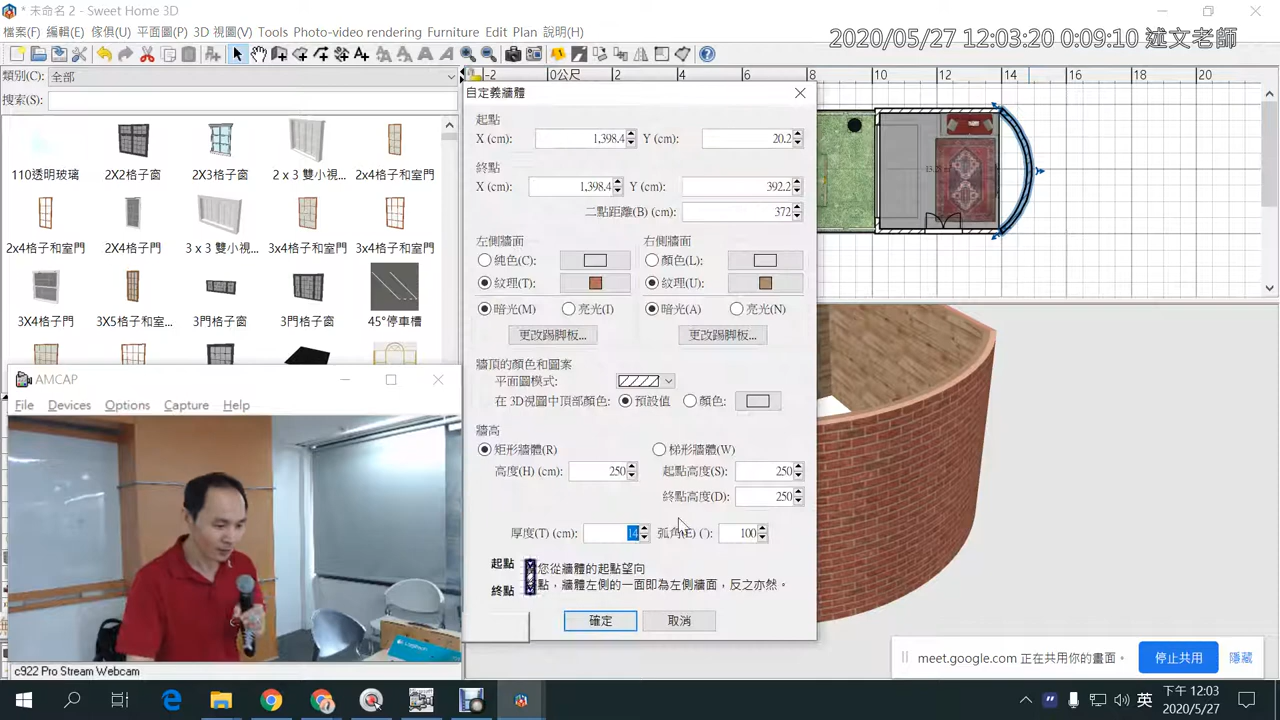 * 未命名 2 - Sweet Home 3D
檔案(F) 編輯(E) 傢俱(U) 平面圖(P) 3D 視圖(V) Tools Photo-video rendering Furniture Edit Plan 說明(H)
2020/05/27 12:03:20 0:09:10 述文老師
類別(C): 全部
搜索(S):
-2 0公尺 2 4 6 8 10 12 14 16 18 20
110透明玻璃 2X2格子窗 2X3格子窗 2 x 3 雙小視... 2x4格子和室門
2x4格子和室門 2X4格子門 3 x 3 雙小視... 3x4格子和室門 3x4格子和室門
3X4格子門 3X5格子和室... 3門格子窗 3門格子窗 45°停車槽
自定義牆體
起點
X (cm): 1,398.4 Y (cm): 20.2
終點
X (cm): 1,398.4 Y (cm): 392.2
二點距離(B) (cm): 372
左側牆面 右側牆面
純色(C): 顏色(L):
紋理(T): 紋理(U):
暗光(M) 亮光(I) 暗光(A) 亮光(N)
更改踢脚板... 更改踢脚板...
牆頂的顏色和圖案
平面圖模式:
在 3D視圖中頂部顏色: 預設值 顏色:
牆高
矩形牆體(R) 梯形牆體(W)
高度(H) (cm): 250 起點高度(S): 250
終點高度(D): 250
厚度(T) (cm): 14 弧角(E) (°): 100
起點 您從牆體的起點望向
終點 點，牆體左側的一面即為左側牆面，反之亦然。
確定 取消
AMCAP
File Devices Options Capture Help
c922 Pro Stream Webcam
meet.google.com 正在共用你的畫面。 停止共用 隱藏
英 下午 12:03
2020/5/27